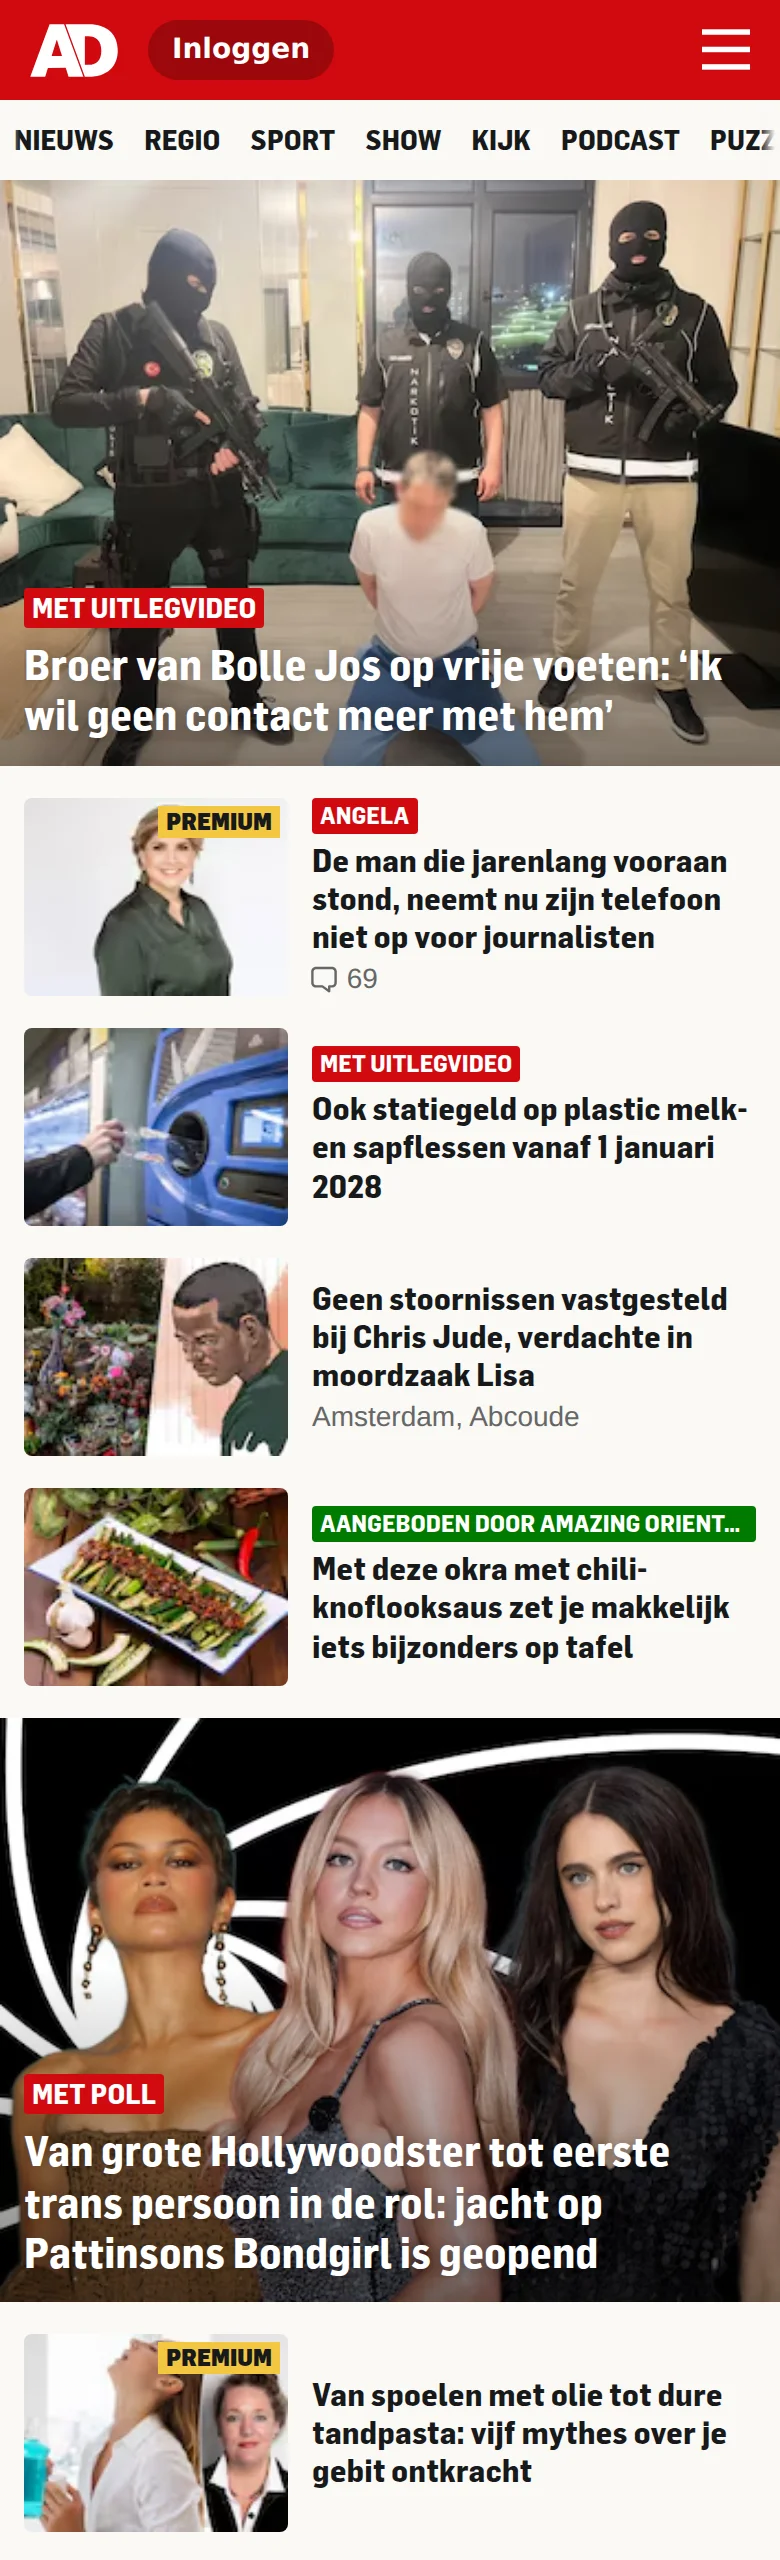 AD
Inloggen
NIEUWS REGIO SPORT SHOW KIJK PODCAST PUZZ
NARKOTİK
MET UITLEGVIDEO
Broer van Bolle Jos op vrije voeten: ‘Ik
wil geen contact meer met hem’
PREMIUM
ANGELA
De man die jarenlang vooraan
stond, neemt nu zijn telefoon
niet op voor journalisten
69
MET UITLEGVIDEO
Ook statiegeld op plastic melk-
en sapflessen vanaf 1 januari
2028
Geen stoornissen vastgesteld
bij Chris Jude, verdachte in
moordzaak Lisa
Amsterdam, Abcoude
AANGEBODEN DOOR AMAZING ORIENT...
Met deze okra met chili-
knoflooksaus zet je makkelijk
iets bijzonders op tafel
MET POLL
Van grote Hollywoodster tot eerste
trans persoon in de rol: jacht op
Pattinsons Bondgirl is geopend
PREMIUM
Van spoelen met olie tot dure
tandpasta: vijf mythes over je
gebit ontkracht